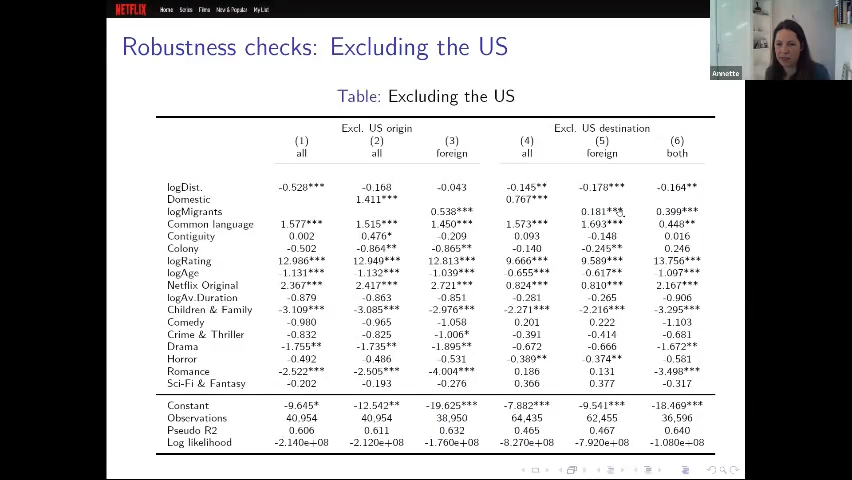 NETFLIX Home Series Films New & Popular My List
Robustness checks: Excluding the US
Annette
Table: Excluding the US
Excl. US origin Excl. US destination
(1) (2) (3) (4) (5) (6)
all all foreign all foreign both
logDist. -0.528*** -0.168 -0.043 -0.145** -0.178*** -0.164**
Domestic 1.411*** 0.767***
logMigrants 0.538*** 0.181*** 0.399***
Common language 1.577*** 1.515*** 1.450*** 1.573*** 1.693*** 0.448**
Contiguity 0.002 0.476* -0.209 0.093 -0.148 0.016
Colony -0.502 -0.864** -0.865** -0.140 -0.245** 0.246
logRating 12.986*** 12.949*** 12.813*** 9.666*** 9.589*** 13.756***
logAge -1.131*** -1.132*** -1.039*** -0.655*** -0.617** -1.097***
Netflix Original 2.367*** 2.417*** 2.721*** 0.824*** 0.810*** 2.167***
logAv.Duration -0.879 -0.863 -0.851 -0.281 -0.265 -0.906
Children & Family -3.109*** -3.085*** -2.976*** -2.271*** -2.216*** -3.295***
Comedy -0.980 -0.965 -1.058 0.201 0.222 -1.103
Crime & Thriller -0.832 -0.825 -1.006* -0.391 -0.414 -0.681
Drama -1.755** -1.735** -1.895** -0.672 -0.666 -1.672**
Horror -0.492 -0.486 -0.531 -0.389** -0.374** -0.581
Romance -2.522*** -2.505*** -4.004*** 0.186 0.131 -3.498***
Sci-Fi & Fantasy -0.202 -0.193 -0.276 0.366 0.377 -0.317
Constant -9.645* -12.542** -19.625*** -7.882*** -9.541*** -18.469***
Observations 40,954 40,954 38,950 64,435 62,455 36,596
Pseudo R2 0.606 0.611 0.632 0.465 0.467 0.640
Log likelihood -2.140e+08 -2.120e+08 -1.760e+08 -8.270e+08 -7.920e+08 -1.080e+08